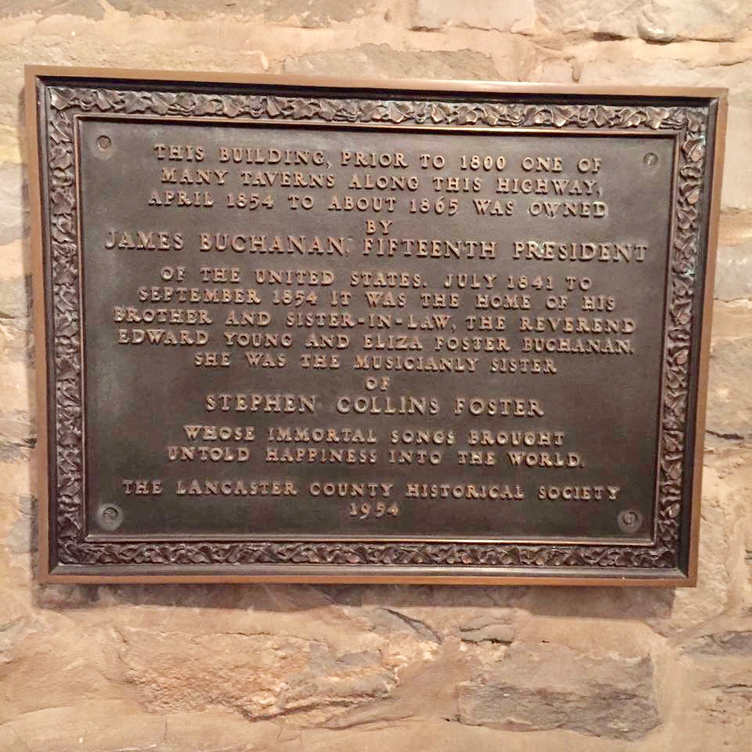 THIS BUILDING, PRIOR TO 1800 ONE OF
MANY TAVERNS ALONG THIS HIGHWAY,
APRIL 1854 TO ABOUT 1865 WAS OWNED
BY
JAMES BUCHANAN, FIFTEENTH PRESIDENT
OF THE UNITED STATES. JULY 1841 TO
SEPTEMBER 1854 IT WAS THE HOME OF HIS
BROTHER AND SISTER-IN-LAW, THE REVEREND
EDWARD YOUNG AND ELIZA FOSTER BUCHANAN.
SHE WAS THE MUSICIANLY SISTER
OF
STEPHEN COLLINS FOSTER
WHOSE IMMORTAL SONGS BROUGHT
UNTOLD HAPPINESS INTO THE WORLD.
THE LANCASTER COUNTY HISTORICAL SOCIETY
1954